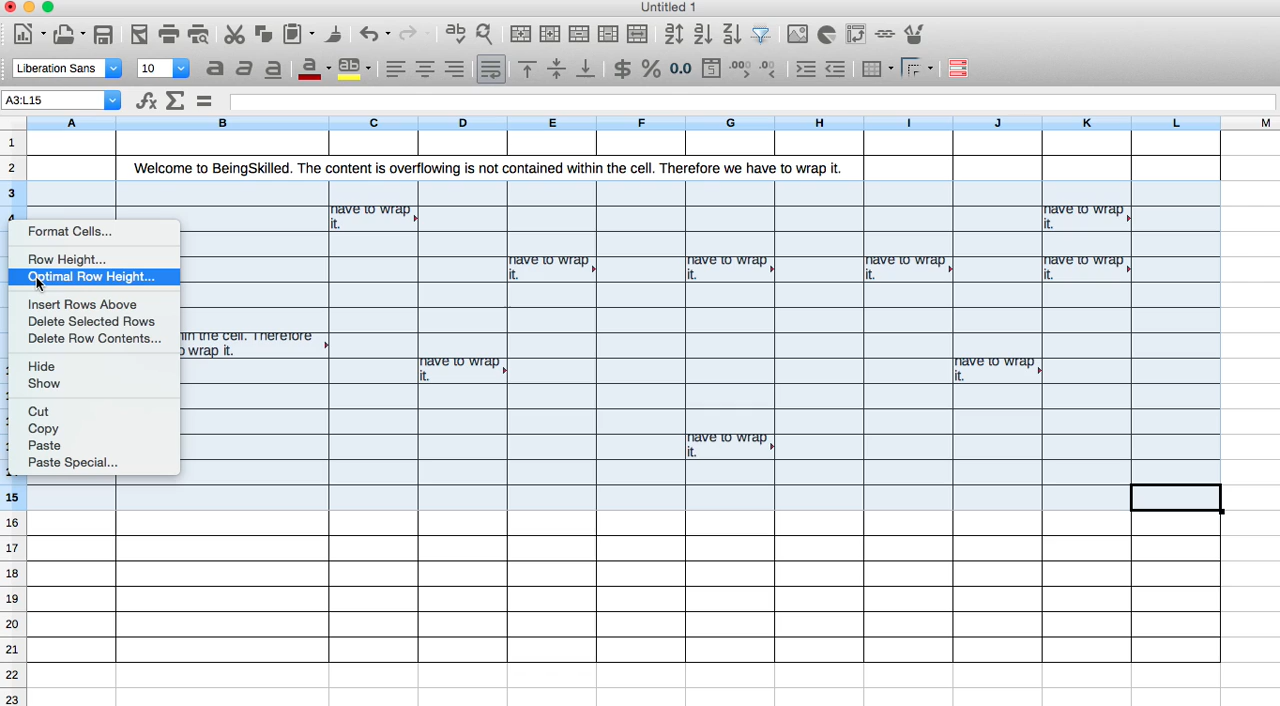 Untitled 1
Liberation Sans 10
A3:L15
A B C D E F G H I J K L M
1
2 Welcome to BeingSkilled. The content is overflowing is not contained within the cell. Therefore we have to wrap it.
3
have to wrap it.
have to wrap it.
Format Cells...
Row Height...
Optimal Row Height...
Insert Rows Above
Delete Selected Rows
Delete Row Contents...
Hide
Show
Cut
Copy
Paste
Paste Special...
have to wrap it.
have to wrap it.
have to wrap it.
have to wrap it.
the cell. Therefore
wrap it.
have to wrap it.
have to wrap it.
have to wrap it.
15
16
17
18
19
20
21
22
23